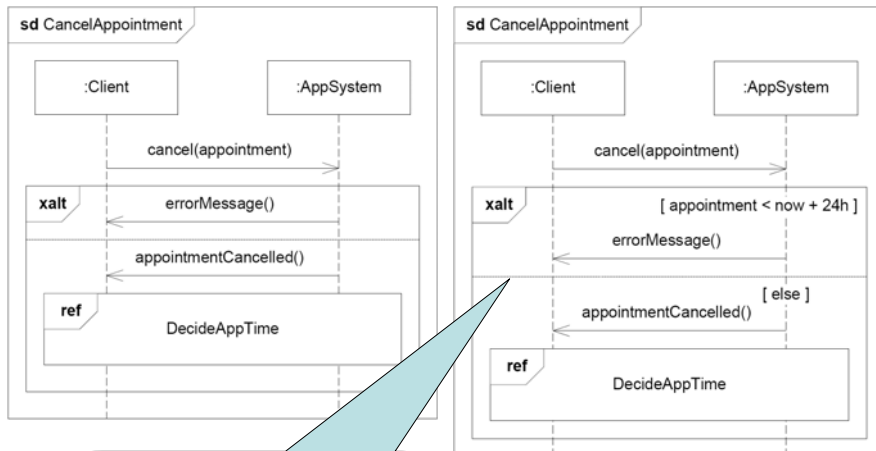 sd CancelAppointment
:Client
:AppSystem
cancel(appointment)
xalt
errorMessage()
appointmentCancelled()
ref
DecideAppTime
sd CancelAppointment
:Client
:AppSystem
cancel(appointment)
xalt
[ appointment < now + 24h ]
errorMessage()
[ else ]
appointmentCancelled()
ref
DecideAppTime